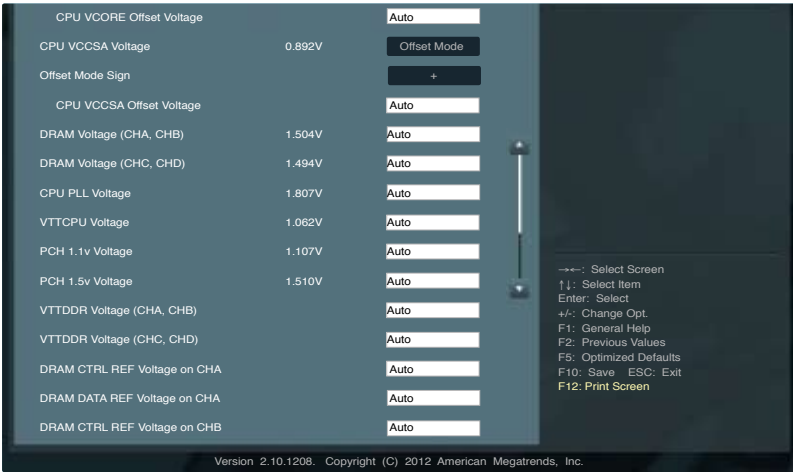 CPU VCORE Offset Voltage Auto
CPU VCCSA Voltage 0.892V Offset Mode
Offset Mode Sign +
CPU VCCSA Offset Voltage Auto
DRAM Voltage (CHA, CHB) 1.504V Auto
DRAM Voltage (CHC, CHD) 1.494V Auto
CPU PLL Voltage 1.807V Auto
VTTCPU Voltage 1.062V Auto
PCH 1.1v Voltage 1.107V Auto
PCH 1.5v Voltage 1.510V Auto
VTTDDR Voltage (CHA, CHB) Auto
VTTDDR Voltage (CHC, CHD) Auto
DRAM CTRL REF Voltage on CHA Auto
DRAM DATA REF Voltage on CHA Auto
DRAM CTRL REF Voltage on CHB Auto
→←: Select Screen
↑↓: Select Item
Enter: Select
+/-: Change Opt.
F1: General Help
F2: Previous Values
F5: Optimized Defaults
F10: Save ESC: Exit
F12: Print Screen
Version 2.10.1208. Copyright (C) 2012 American Megatrends, Inc.